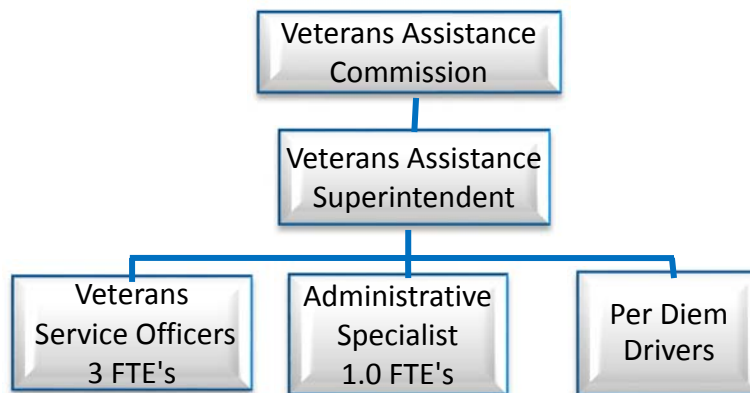 Veterans Assistance
Commission
Veterans Assistance
Superintendent
Veterans
Service Officers
3 FTE's
Administrative
Specialist
1.0 FTE's
Per Diem
Drivers